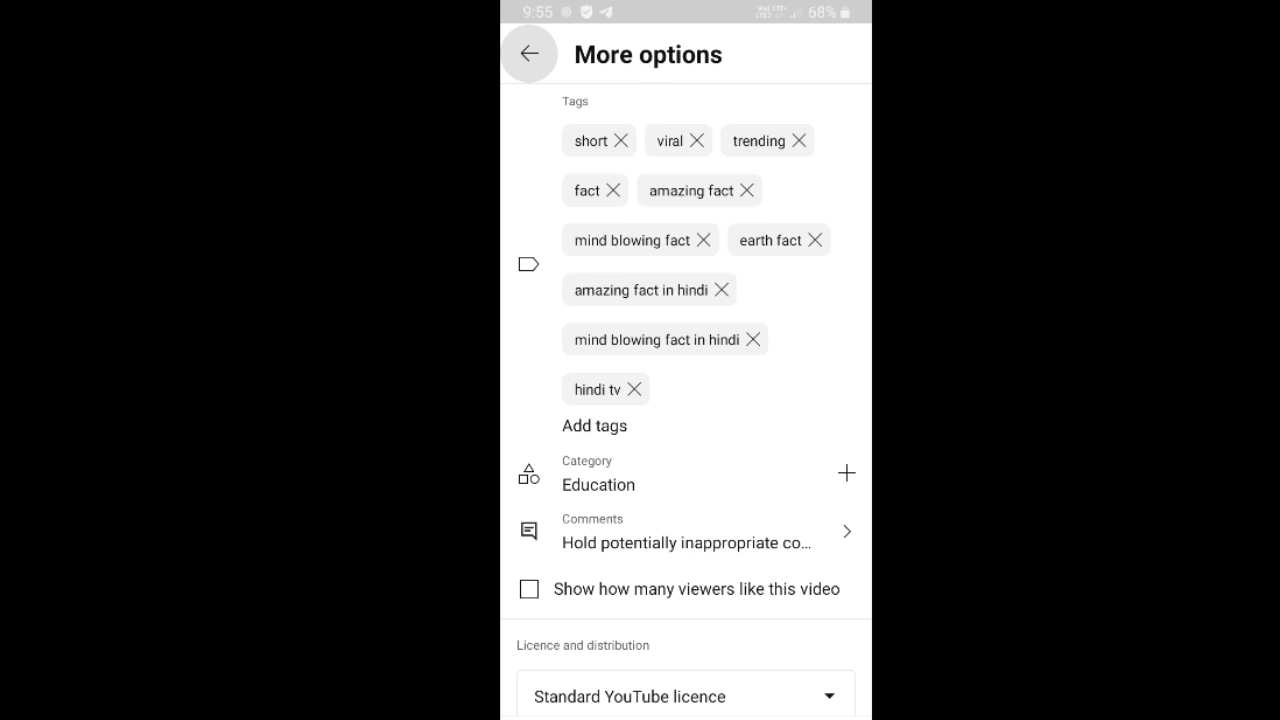 9:55 68%
More options
Tags
short viral trending
fact amazing fact
mind blowing fact earth fact
amazing fact in hindi
mind blowing fact in hindi
hindi tv
Add tags
Category
Education
Comments
Hold potentially inappropriate co...
Show how many viewers like this video
Licence and distribution
Standard YouTube licence